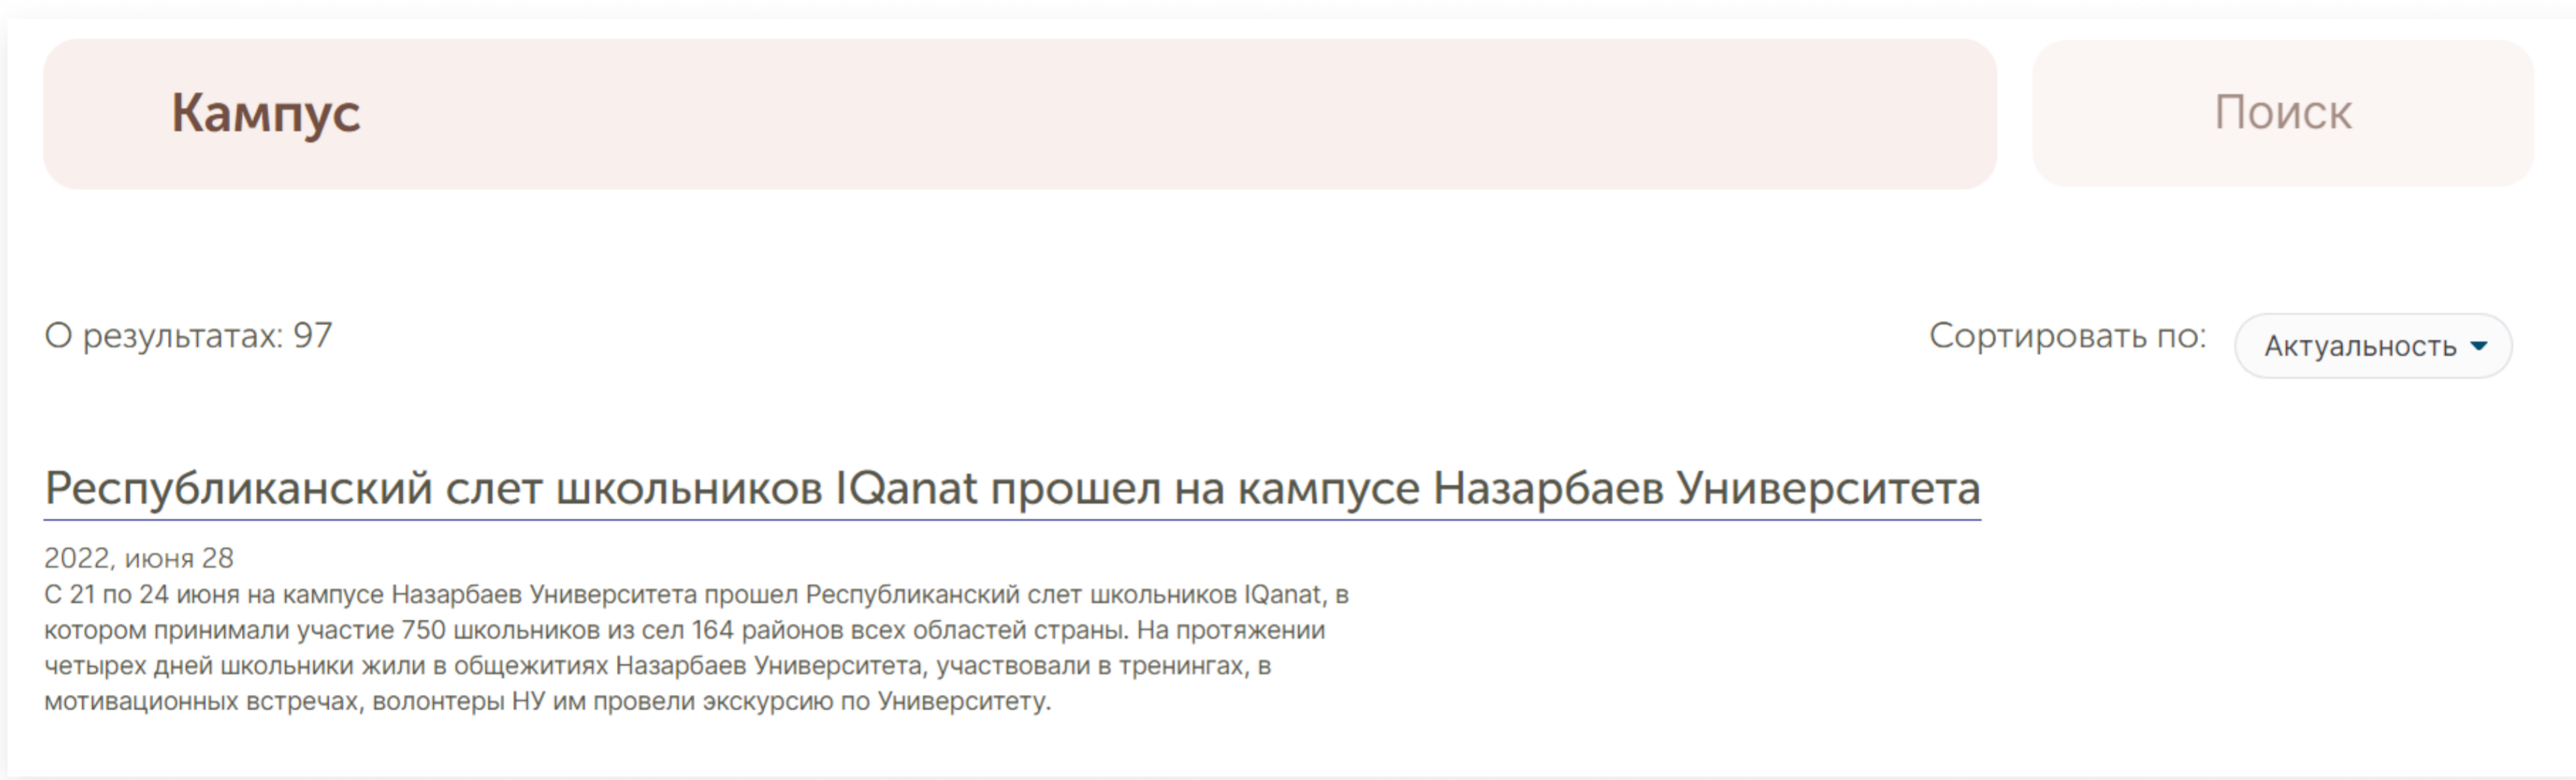 Кампус
Поиск
О результатах: 97
Сортировать по:
Актуальность
Республиканский слет школьников IQanat прошел на кампусе Назарбаев Университета
2022, июня 28
С 21 по 24 июня на кампусе Назарбаев Университета прошел Республиканский слет школьников IQanat, в
котором принимали участие 750 школьников из сел 164 районов всех областей страны. На протяжении
четырех дней школьники жили в общежитиях Назарбаев Университета, участвовали в тренингах, в
мотивационных встречах, волонтеры НУ им провели экскурсию по Университету.